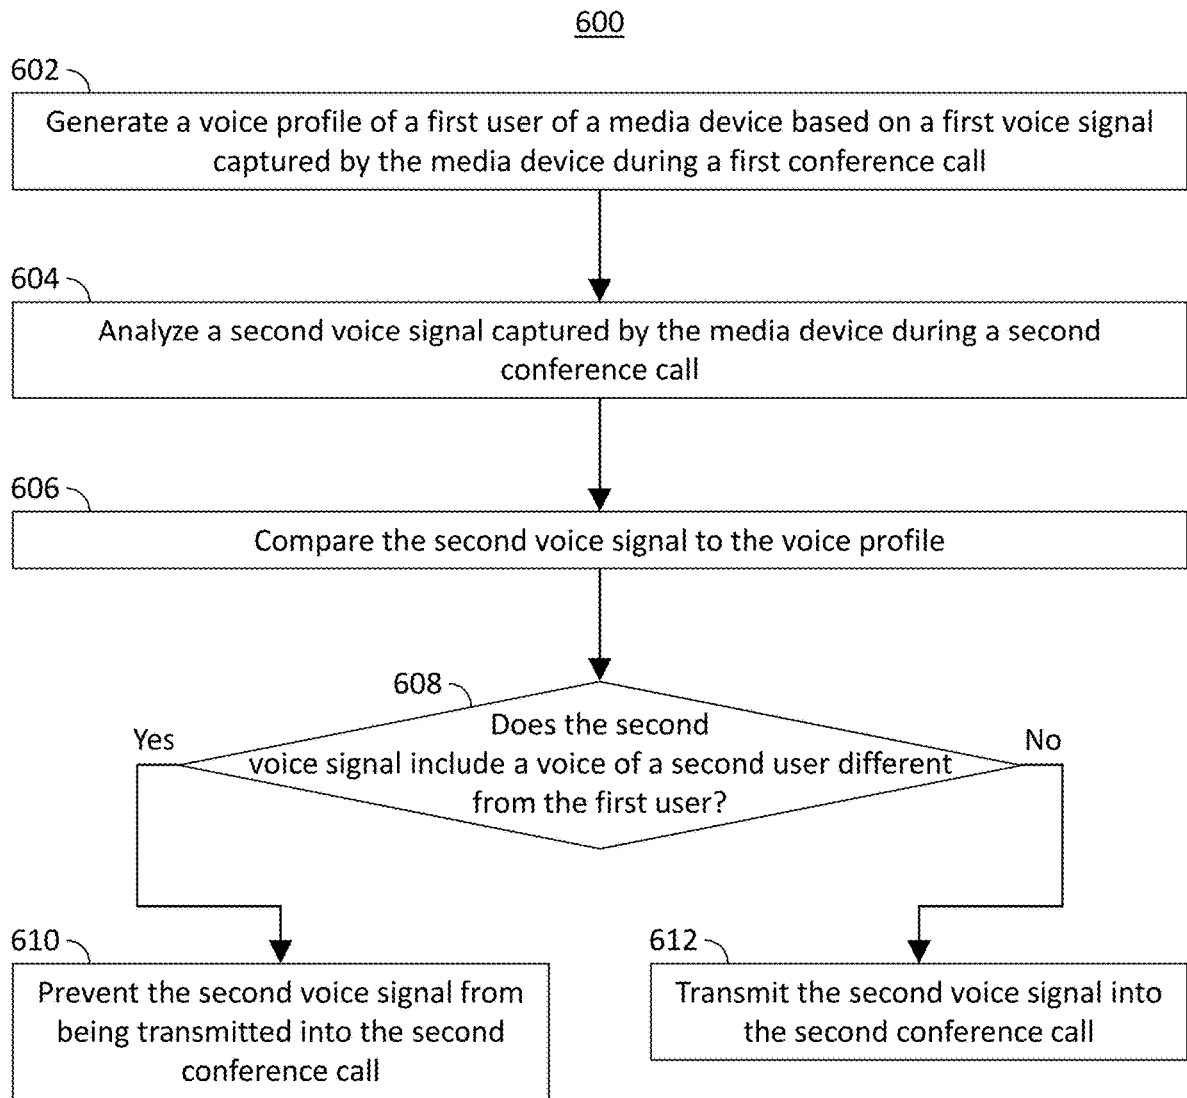 600
602
Generate a voice profile of a first user of a media device based on a first voice signal
captured by the media device during a first conference call
604
Analyze a second voice signal captured by the media device during a second
conference call
606
Compare the second voice signal to the voice profile
608
Does the second
voice signal include a voice of a second user different
from the first user?
Yes
No
610
Prevent the second voice signal from
being transmitted into the second
conference call
612
Transmit the second voice signal into
the second conference call